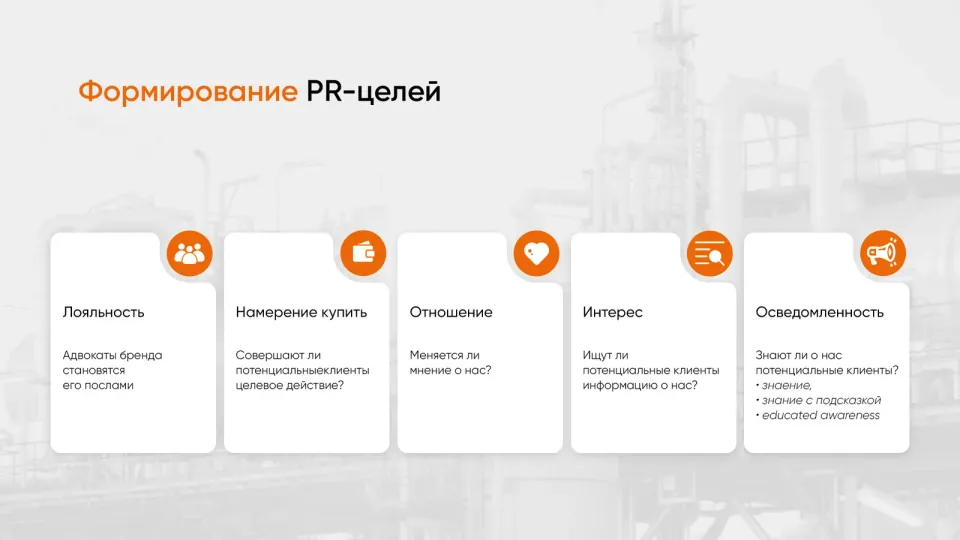 Формирование PR-целей
Лояльность
Адвокаты бренда
становятся
его послами
Намерение купить
Совершают ли
потенциальныеклиенты
целевое действие?
Отношение
Меняется ли
мнение о нас?
Интерес
Ищут ли
потенциальные клиенты
информацию о нас?
Осведомленность
Знают ли о нас
потенциальные клиенты?
• знаение,
• знание с подсказкой
• educated awareness